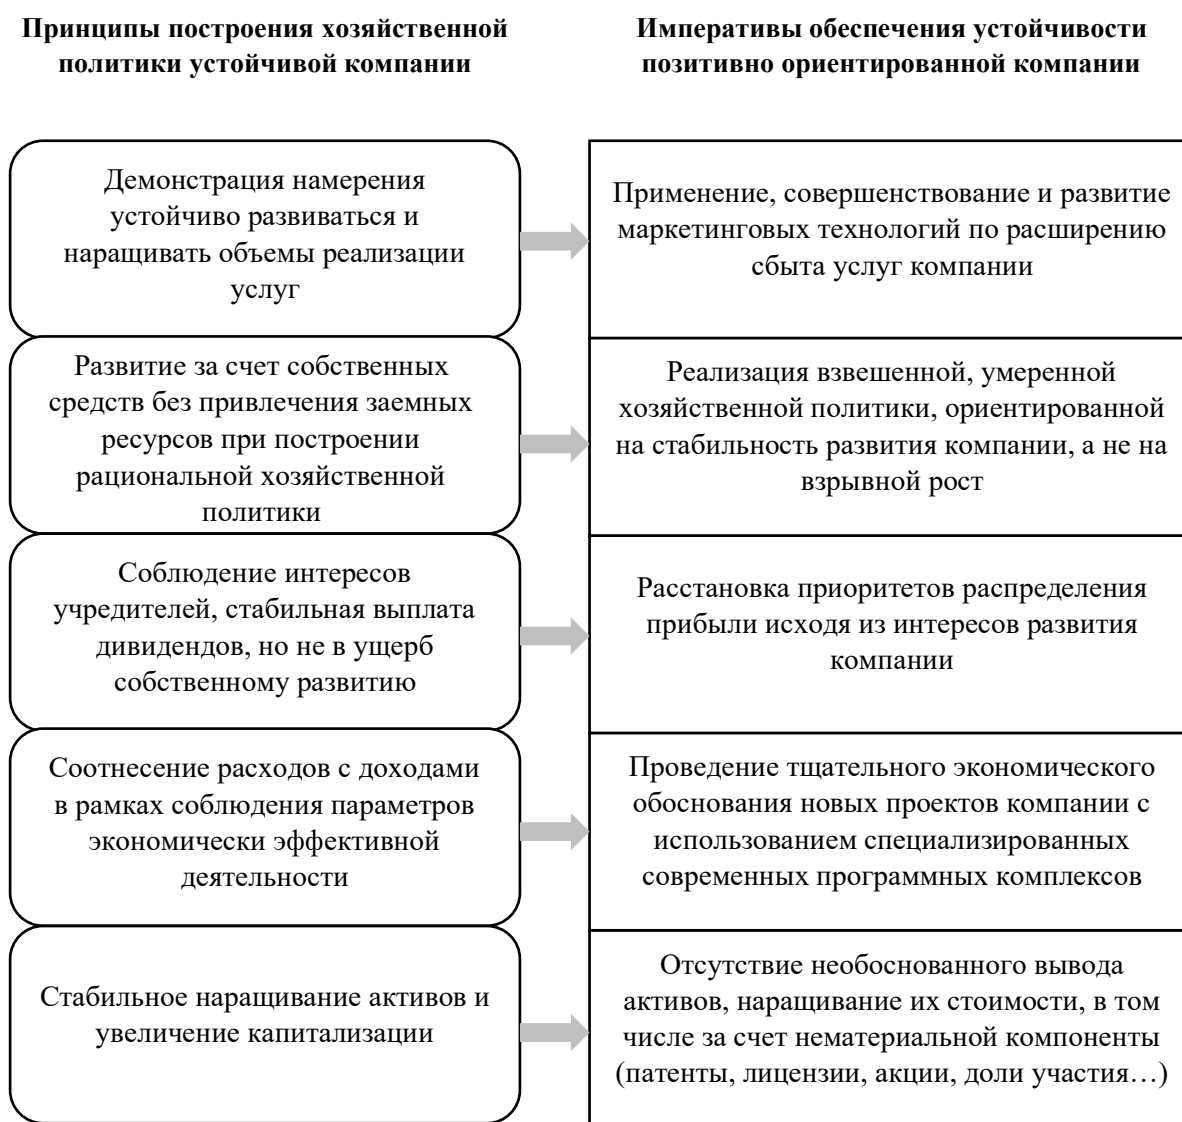 Принципы построения хозяйственной
политики устойчивой компании
Императивы обеспечения устойчивости
позитивно ориентированной компании
Демонстрация намерения
устойчиво развиваться и
наращивать объемы реализации
услуг
Применение, совершенствование и развитие
маркетинговых технологий по расширению
сбыта услуг компании
Развитие за счет собственных
средств без привлечения заемных
ресурсов при построении
рациональной хозяйственной
политики
Реализация взвешенной, умеренной
хозяйственной политики, ориентированной
на стабильность развития компании, а не на
взрывной рост
Соблюдение интересов
учредителей, стабильная выплата
дивидендов, но не в ущерб
собственному развитию
Расстановка приоритетов распределения
прибыли исходя из интересов развития
компании
Соотнесение расходов с доходами
в рамках соблюдения параметров
экономически эффективной
деятельности
Проведение тщательного экономического
обоснования новых проектов компании с
использованием специализированных
современных программных комплексов
Стабильное наращивание активов и
увеличение капитализации
Отсутствие необоснованного вывода
активов, наращивание их стоимости, в том
числе за счет нематериальной компоненты
(патенты, лицензии, акции, доли участия…)